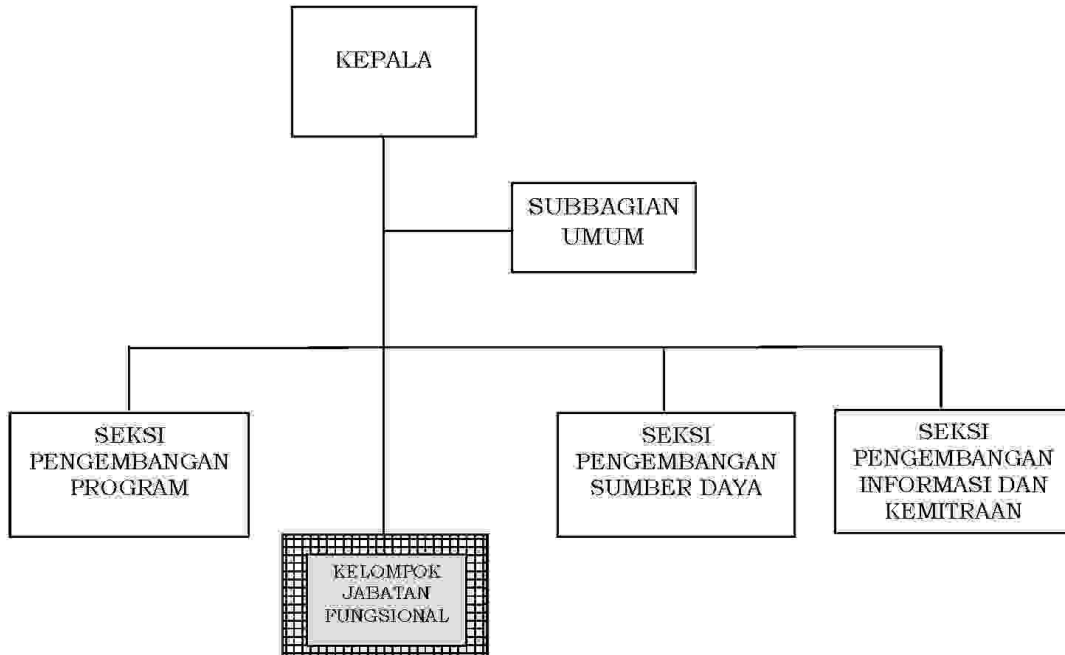 KEPALA
SUBBAGIAN
UMUM
SEKSI
PENGEMBANGAN
PROGRAM
SEKSI
PENGEMBANGAN
SUMBER DAYA
SEKSI
PENGEMBANGAN
INFORMASI DAN
KEMITRAAN
KELOMPOK
JABATAN
FUNGSIONAL